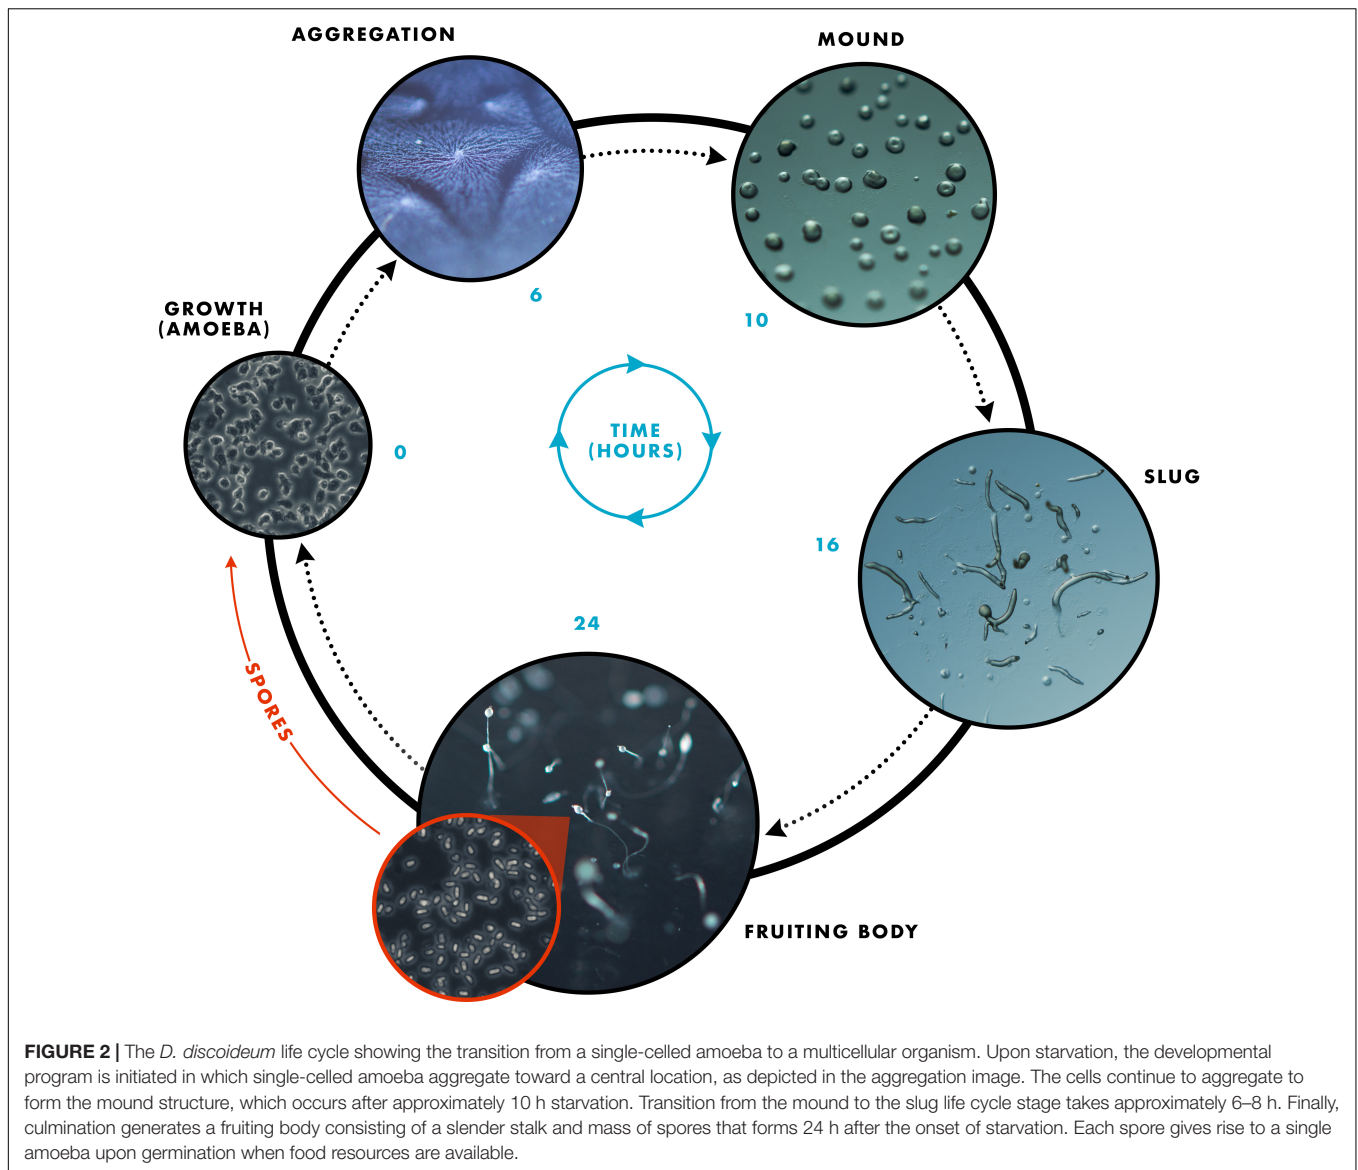 AGGREGATION
MOUND
6
10
GROWTH
(AMOEBA)
0
TIME
(HOURS)
SLUG
16
24
SPORES
FRUITING BODY
FIGURE 2 | The D. discoideum life cycle showing the transition from a single-celled amoeba to a multicellular organism. Upon starvation, the developmental
program is initiated in which single-celled amoeba aggregate toward a central location, as depicted in the aggregation image. The cells continue to aggregate to
form the mound structure, which occurs after approximately 10 h starvation. Transition from the mound to the slug life cycle stage takes approximately 6–8 h. Finally,
culmination generates a fruiting body consisting of a slender stalk and mass of spores that forms 24 h after the onset of starvation. Each spore gives rise to a single
amoeba upon germination when food resources are available.